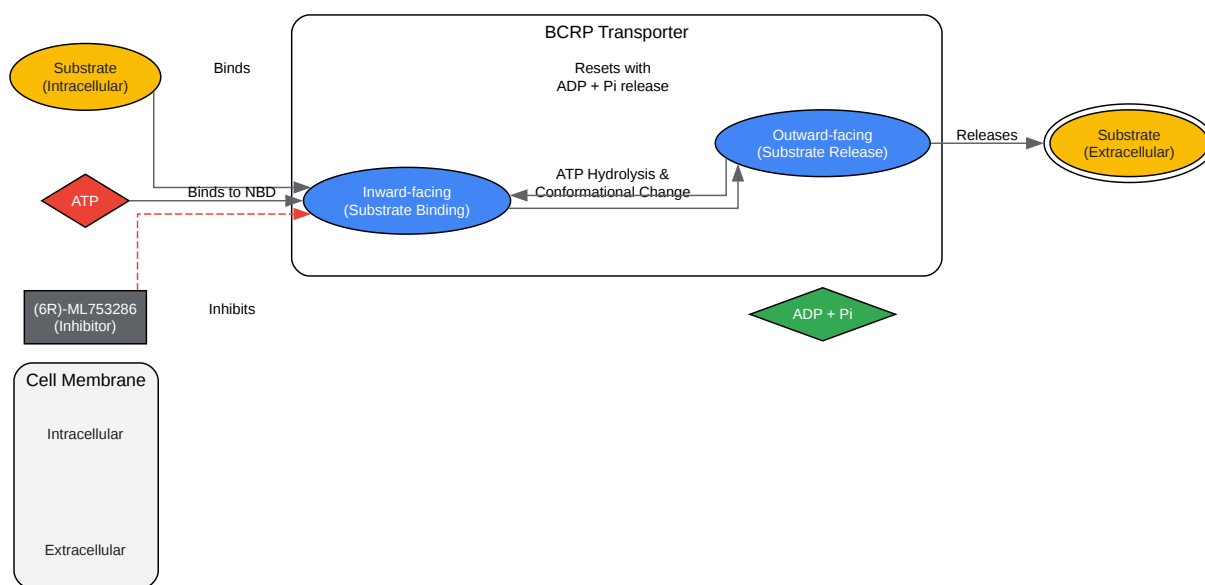 BCRP Transporter
Substrate
(Intracellular)
Binds
Resets with
ADP + Pi release
Outward-facing
(Substrate Release)
Releases
Substrate
(Extracellular)
ATP
Binds to NBD
Inward-facing
(Substrate Binding)
ATP Hydrolysis &
Conformational Change
(6R)-ML753286
(Inhibitor)
Inhibits
ADP + Pi
Cell Membrane
Intracellular
Extracellular